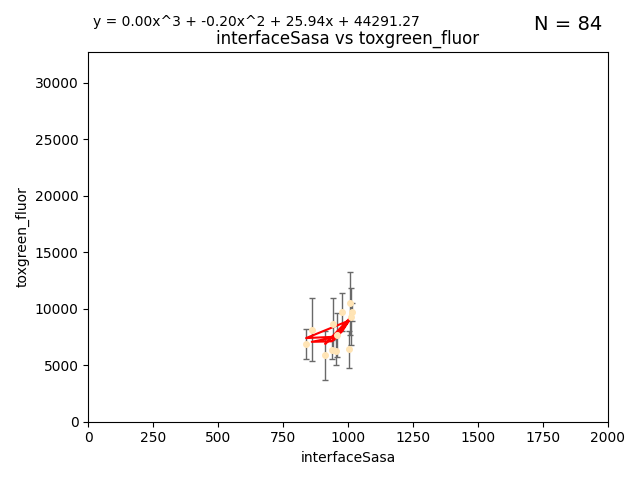 y = 0.00x^3 + -0.20x^2 + 25.94x + 44291.27
N = 84
interfaceSasa vs toxgreen_fluor
30000
25000
20000
15000
10000
5000
0
toxgreen_fluor
0 250 500 750 1000 1250 1500 1750 2000
interfaceSasa